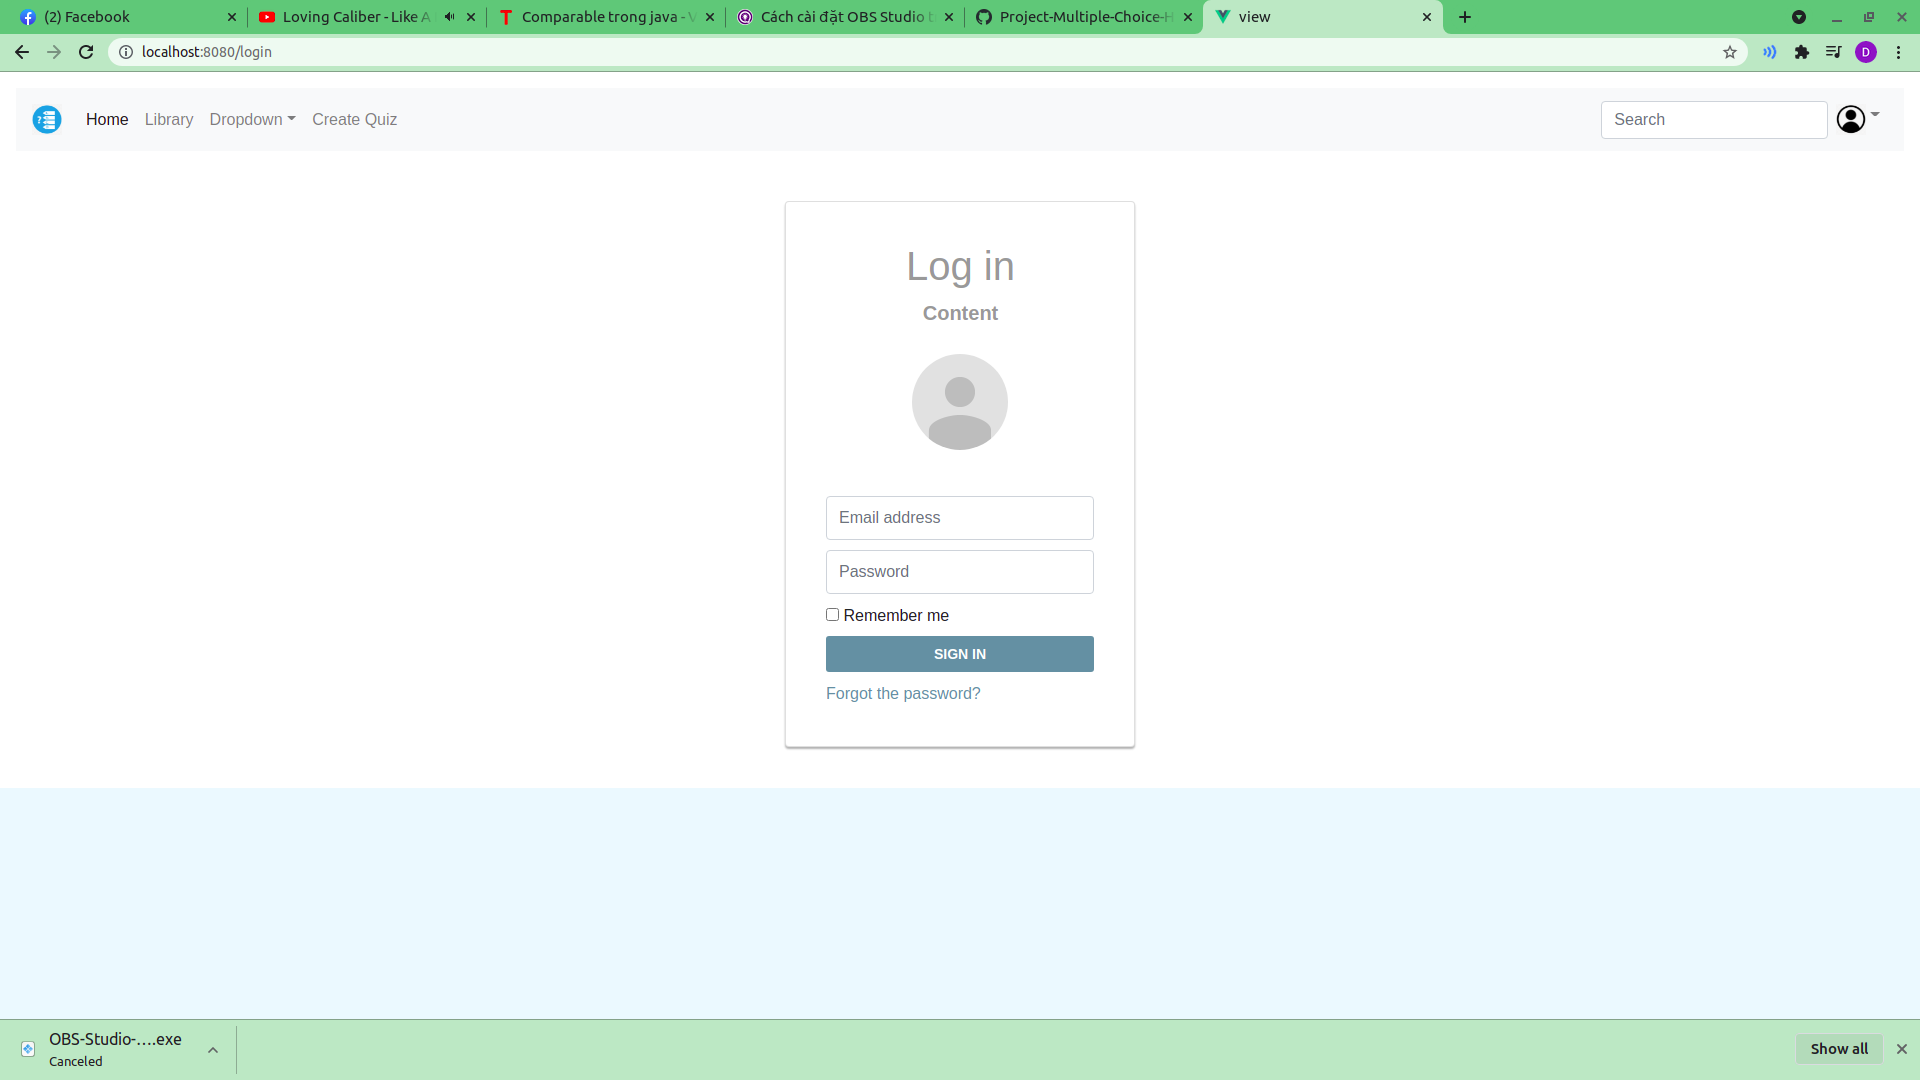 (2) Facebook
Loving Caliber - Like A
Comparable trong java - V
Cách cài đặt OBS Studio t
Project-Multiple-Choice-H
view
localhost:8080/login
D
Home
Library
Dropdown
Create Quiz
Search
Log in
Content
Email address
Password
Remember me
SIGN IN
Forgot the password?
OBS-Studio-....exe
Canceled
Show all